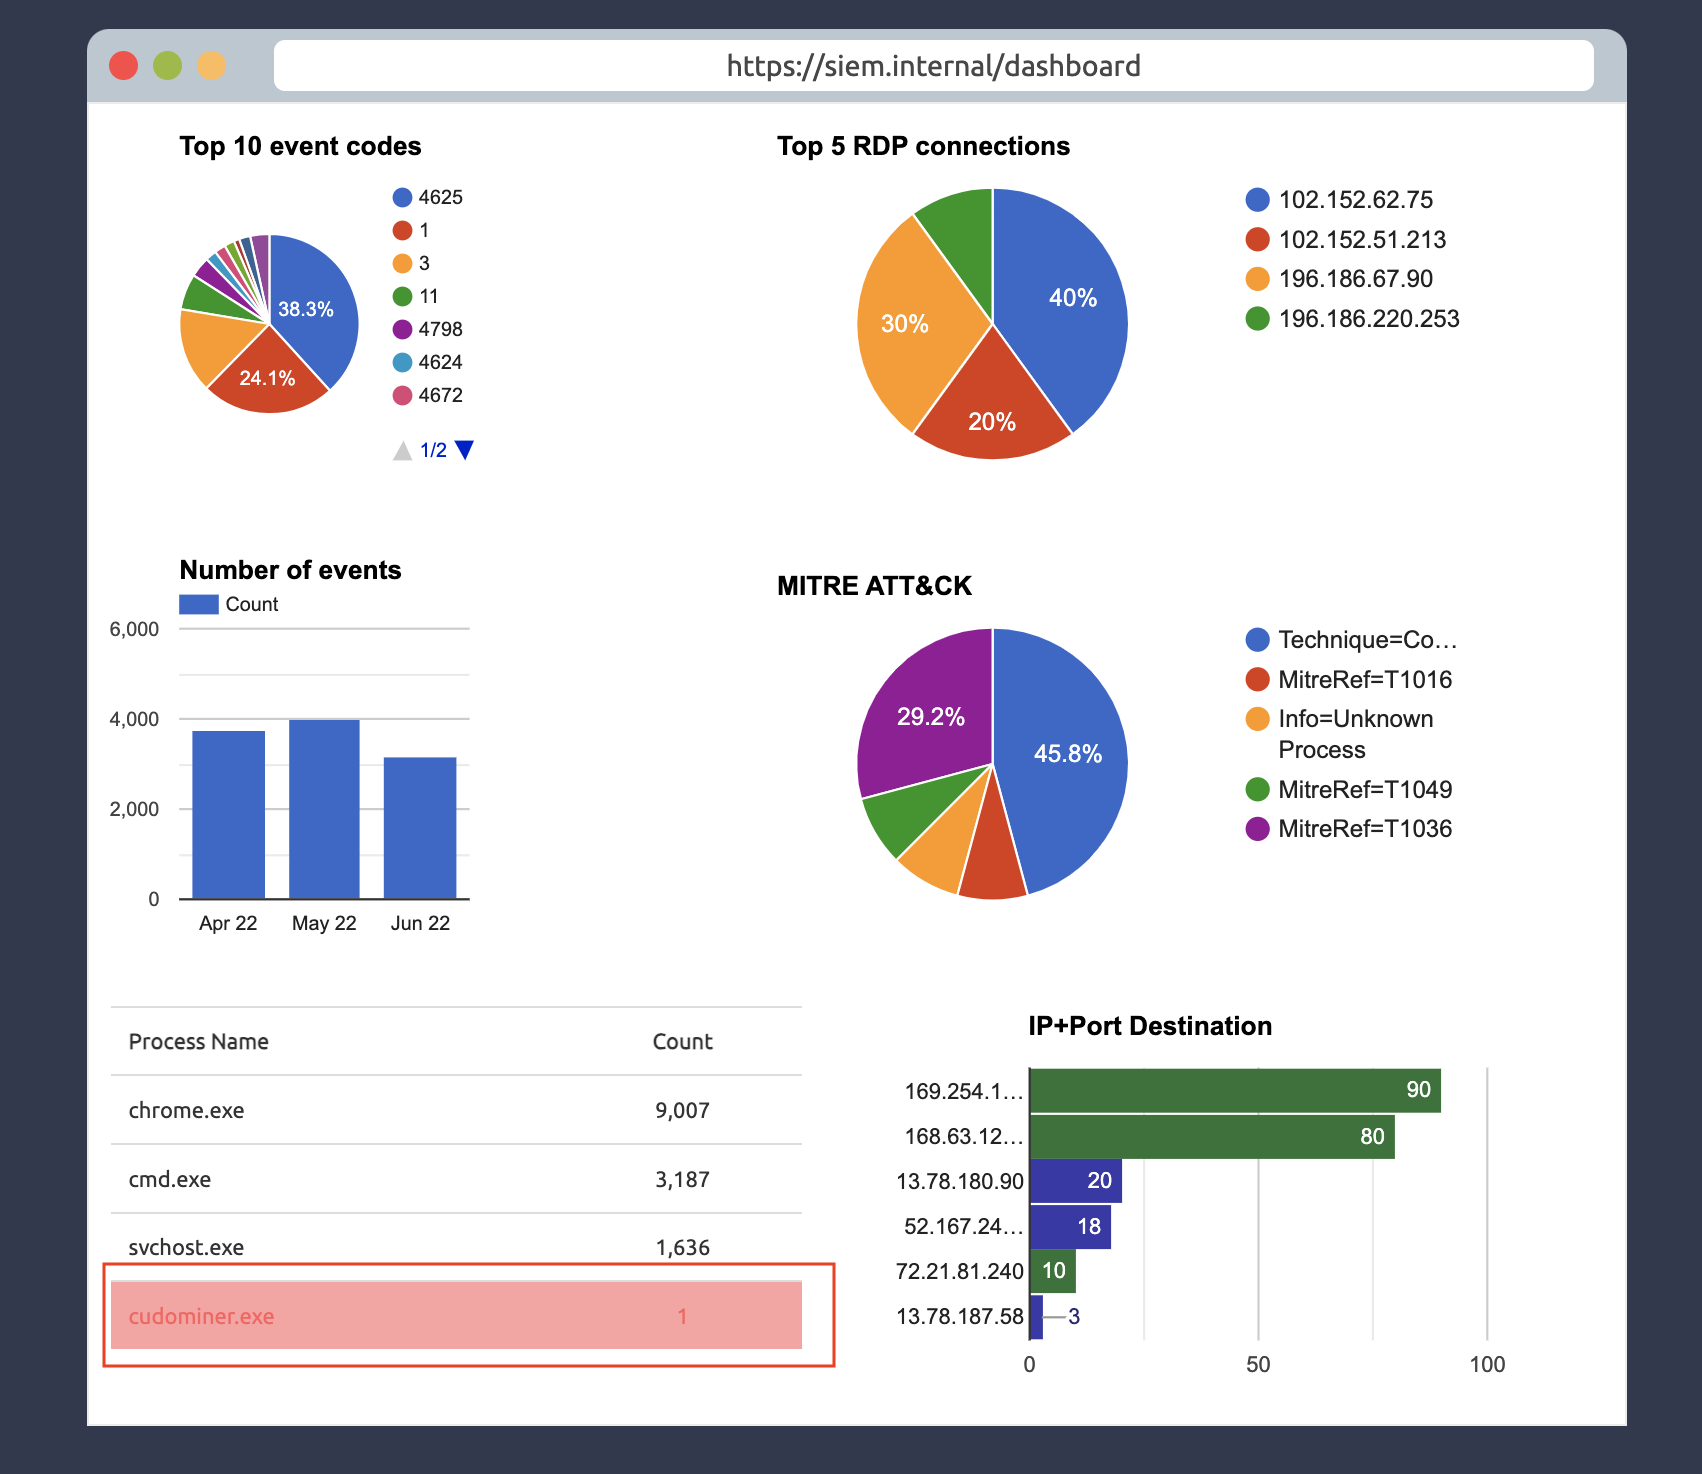 https://siem.internal/dashboard
Top 10 event codes
4625
1
3
11
4798
4624
4672
1/2
38.3%
24.1%
Top 5 RDP connections
102.152.62.75
102.152.51.213
196.186.67.90
196.186.220.253
40%
30%
20%
Number of events
Count
6,000
4,000
2,000
0
Apr 22 May 22 Jun 22
MITRE ATT&CK
Technique=Co…
MitreRef=T1016
Info=Unknown
Process
MitreRef=T1049
MitreRef=T1036
29.2%
45.8%
Process Name Count
chrome.exe 9,007
cmd.exe 3,187
svchost.exe 1,636
cudominer.exe 1
IP+Port Destination
169.254.1… 90
168.63.12… 80
13.78.180.90 20
52.167.24… 18
72.21.81.240 10
13.78.187.58 3
0 50 100